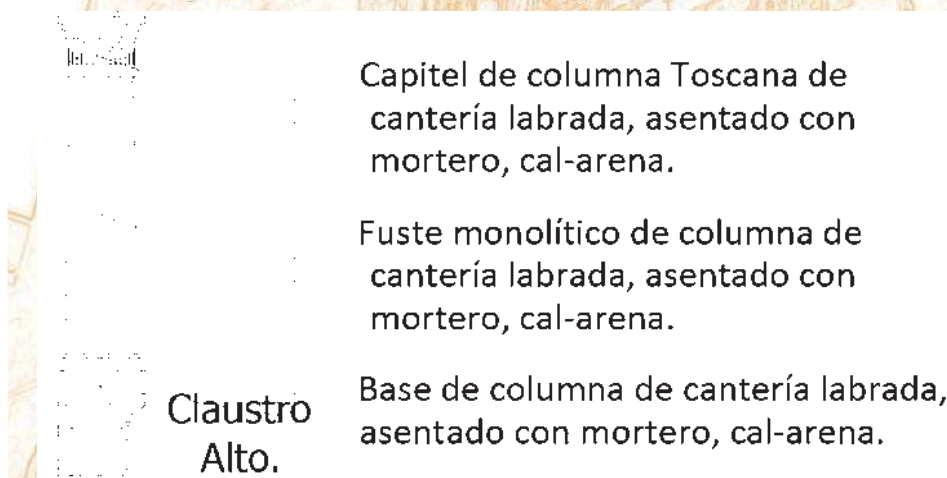 Capitel de columna Toscana de
cantería labrada, asentado con
mortero, cal-arena.
Fuste monolítico de columna de
cantería labrada, asentado con
mortero, cal-arena.
Base de columna de cantería labrada,
asentado con mortero, cal-arena.
Claustro
Alto.